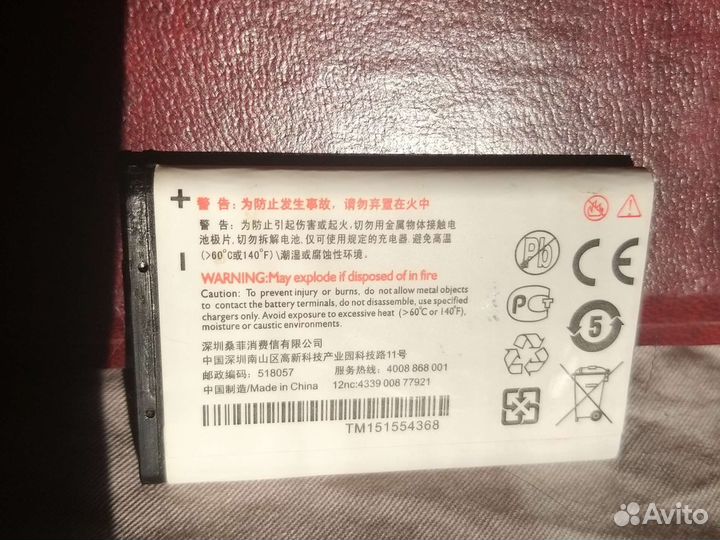 + 警 告: 为防止发生事故, 请勿弃置在火中
警 告: 为防止引起伤害或起火, 切勿用金属物体接触电
池极片, 切勿拆解电池, 仅可使用规定的充电器, 避免高温
(>60°C或140°F) \潮湿或腐蚀性环境.
-
WARNING:May explode if disposed of in fire
Caution: To prevent injury or burns, do not allow metal objects
to contact the battery terminals, do not disassemble, use specified
chargers only. Avoid exposure to excessive heat (>60°C or 140°F),
moisture or caustic environments.
深圳桑菲消费信有限公司
中国深圳南山区高新科技产业园科技路11号
邮政编码: 518057 服务热线: 4008 868 001
中国制造/Made in China 12nc:4339 008 77921
TM151554368
Pb
CE
PCT
5
Avito